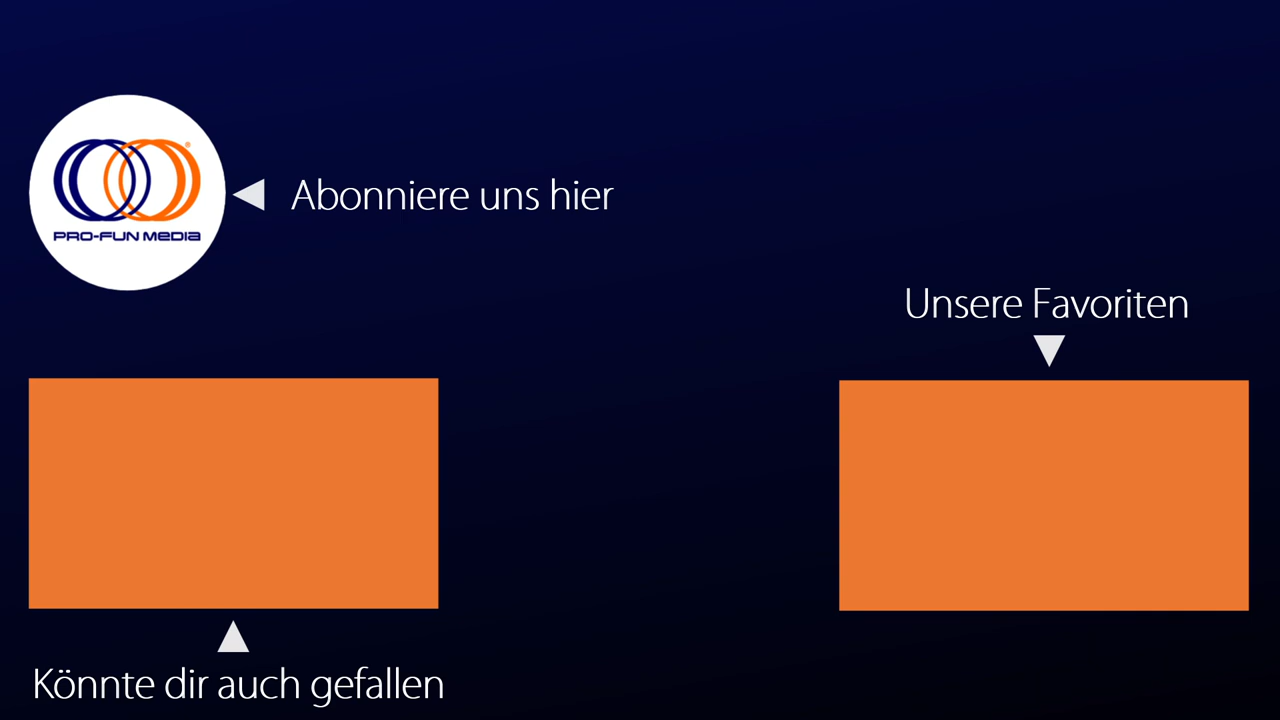 PRO-FUN MEDIA
Abonniere uns hier
Unsere Favoriten
Könnte dir auch gefallen